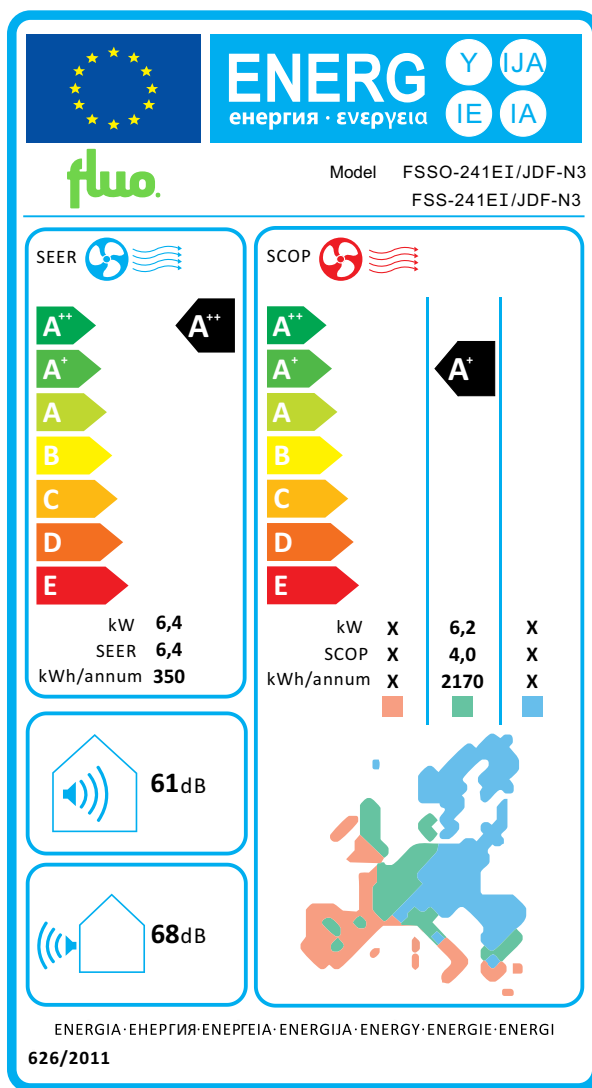 ENERG Y IJA
енергия · ενεργεια IE IA
fluo. Model FSSO-241EI/JDF-N3
FSS-241EI/JDF-N3
SEER
A++ A++
A+
A
B
C
D
E
kW 6,4
SEER 6,4
kWh/annum 350
SCOP
A++
A+ A+
A
B
C
D
E
kW X 6,2 X
SCOP X 4,0 X
kWh/annum X 2170 X
61dB
68dB
ENERGIA·ЕНЕРГИЯ·ΕΝΕΡΓΕΙΑ·ENERGIJA·ENERGY·ENERGIE·ENERGI
626/2011